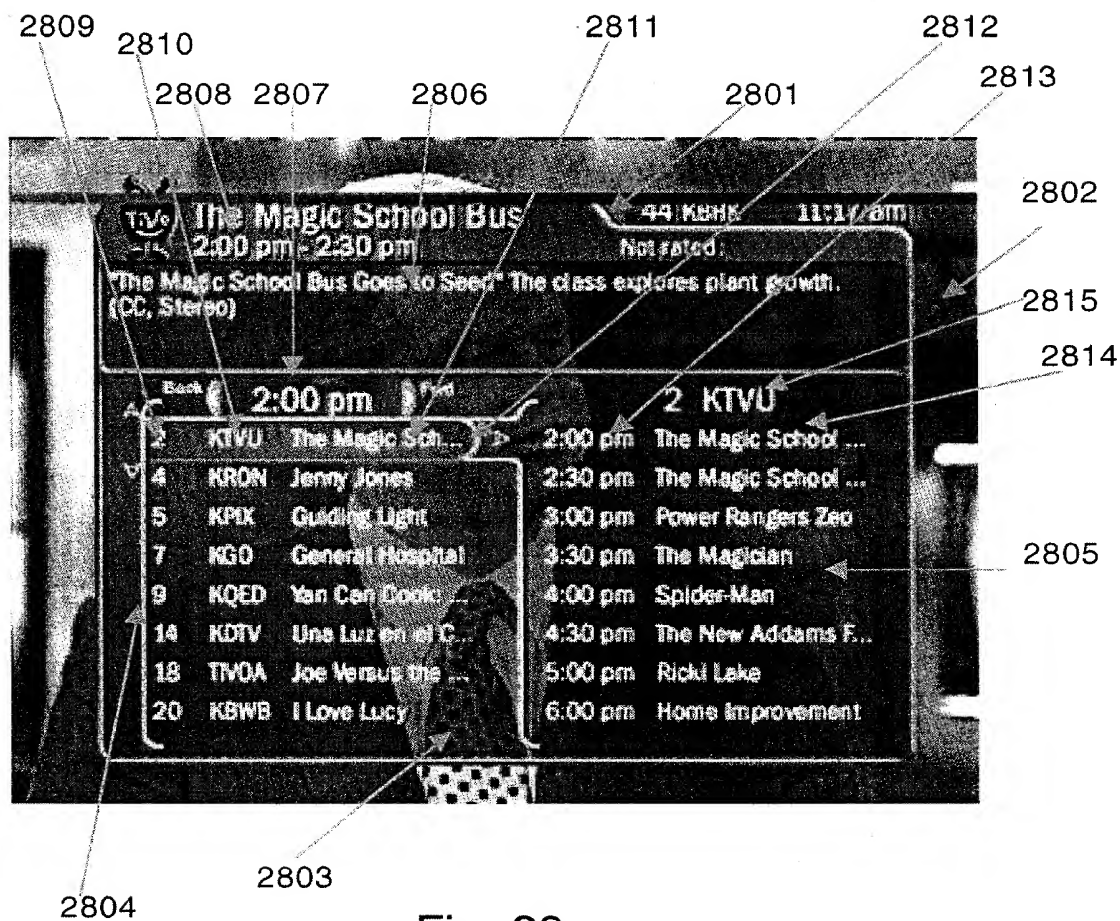 2809 2810 2811 2812
2808 2807 2806 2801 2813
2802
TiVo The Magic School Bus 44 KBHK 11:17 am
2:00 pm - 2:30 pm Not rated
"The Magic School Bus Goes to Seed" The class explores plant growth.
(CC, Stereo)
2815
2814
Back 2:00 pm Fwd 2 KTVU
2 KTVU The Magic Sch... 2:00 pm The Magic School ...
4 KRON Jenny Jones 2:30 pm The Magic School ...
5 KPIX Guiding Light 3:00 pm Power Rangers Zeo
7 KGO General Hospital 3:30 pm The Magician
2805
9 KQED Yan Can Cook: ... 4:00 pm Spider-Man
14 KDTV Una Luz en el C... 4:30 pm The New Addams F...
18 TIVOA Joe Versus the ... 5:00 pm Ricki Lake
20 KBWB I Love Lucy 6:00 pm Home Improvement
2803
2804